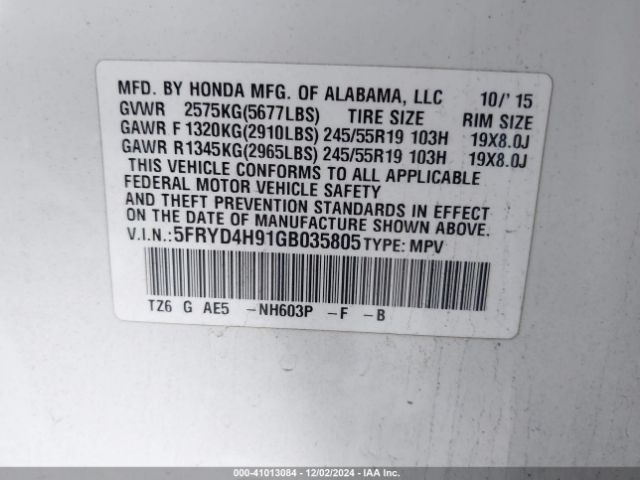 MFD. BY HONDA MFG. OF ALABAMA, LLC 10/' 15
GVWR 2575KG(5677LBS) TIRE SIZE RIM SIZE
GAWR F 1320KG(2910LBS) 245/55R19 103H 19X8.0J
GAWR R1345KG(2965LBS) 245/55R19 103H 19X8.0J
THIS VEHICLE CONFORMS TO ALL APPLICABLE
FEDERAL MOTOR VEHICLE SAFETY
AND THEFT PREVENTION STANDARDS IN EFFECT
ON THE DATE OF MANUFACTURE SHOWN ABOVE.
V.I.N.:5FRYD4H91GB035805TYPE: MPV
TZ6 G AE5 -NH603P -F -B
000-41013084 - 12/02/2024 - IAA Inc.